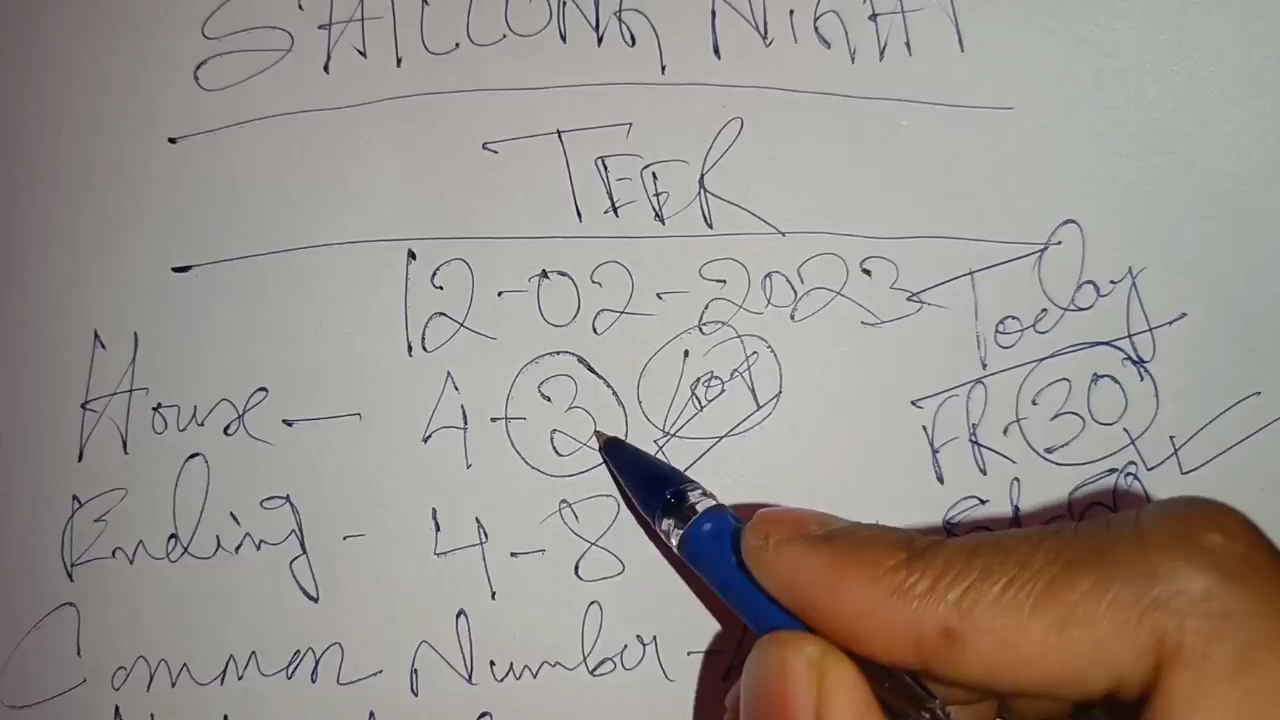 SHILLONG NIGHT
TEER
12-02-2023
Today
House - 4-3
FR-30
Ending - 4-8
Common Number -